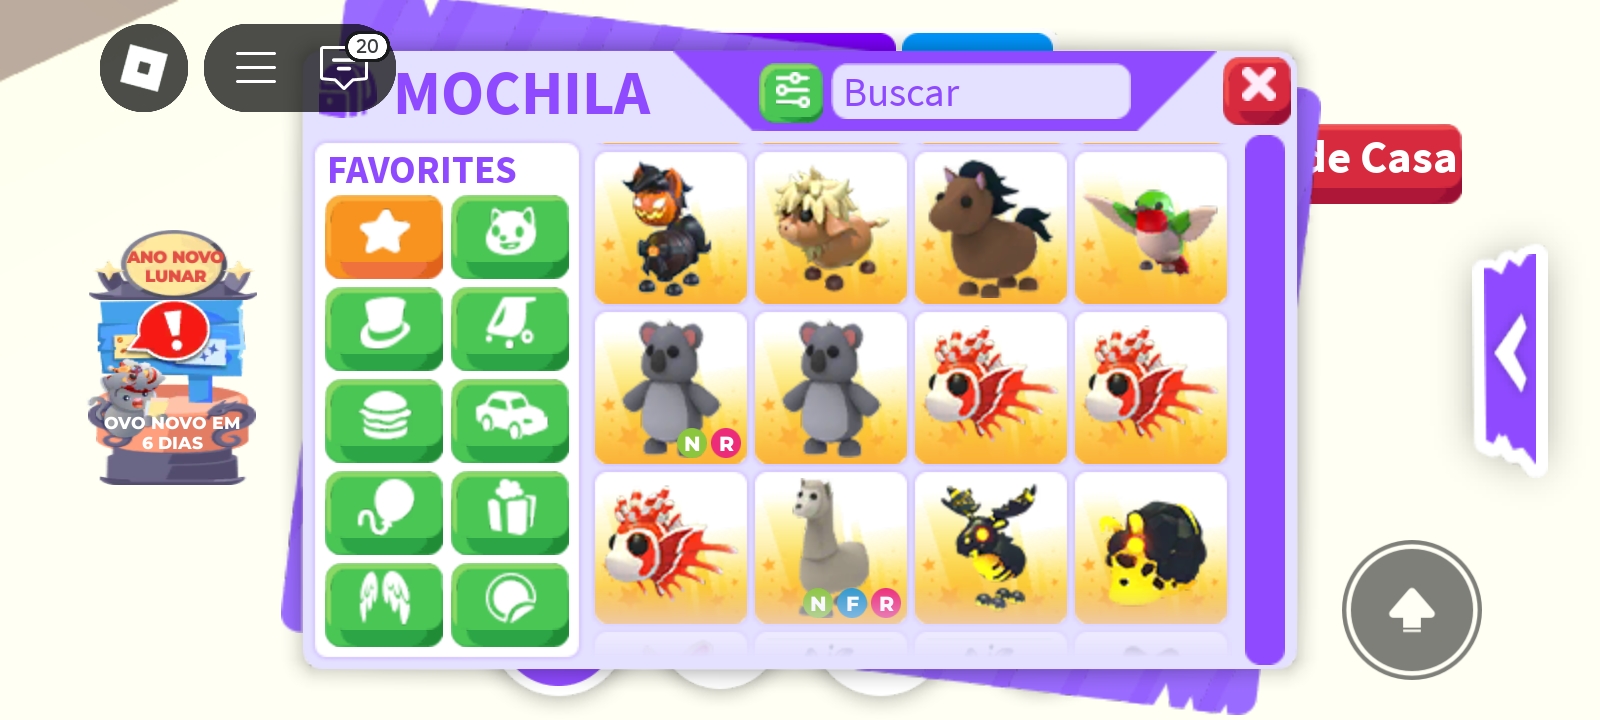 20
MOCHILA
Buscar
de Casa
FAVORITES
ANO NOVO
LUNAR
!
OVO NOVO EM
6 DIAS
N R
N F R